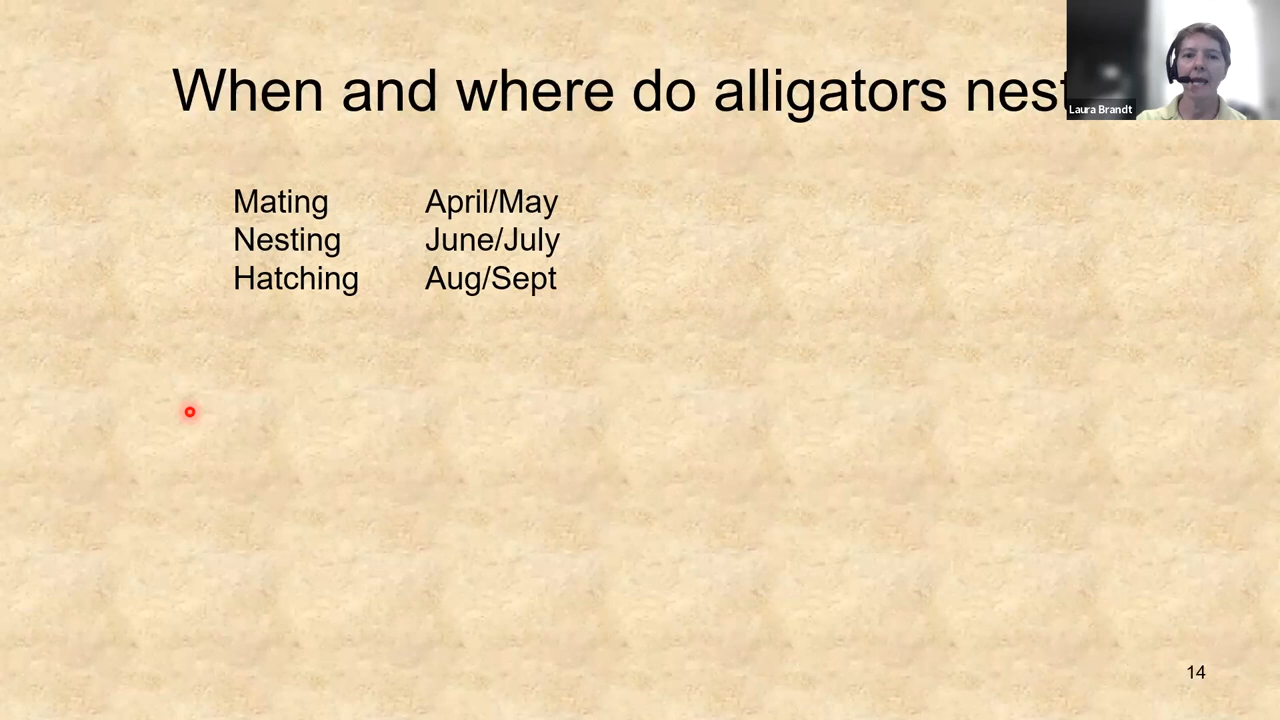 When and where do alligators nest
Laura Brandt
Mating April/May
Nesting June/July
Hatching Aug/Sept
14